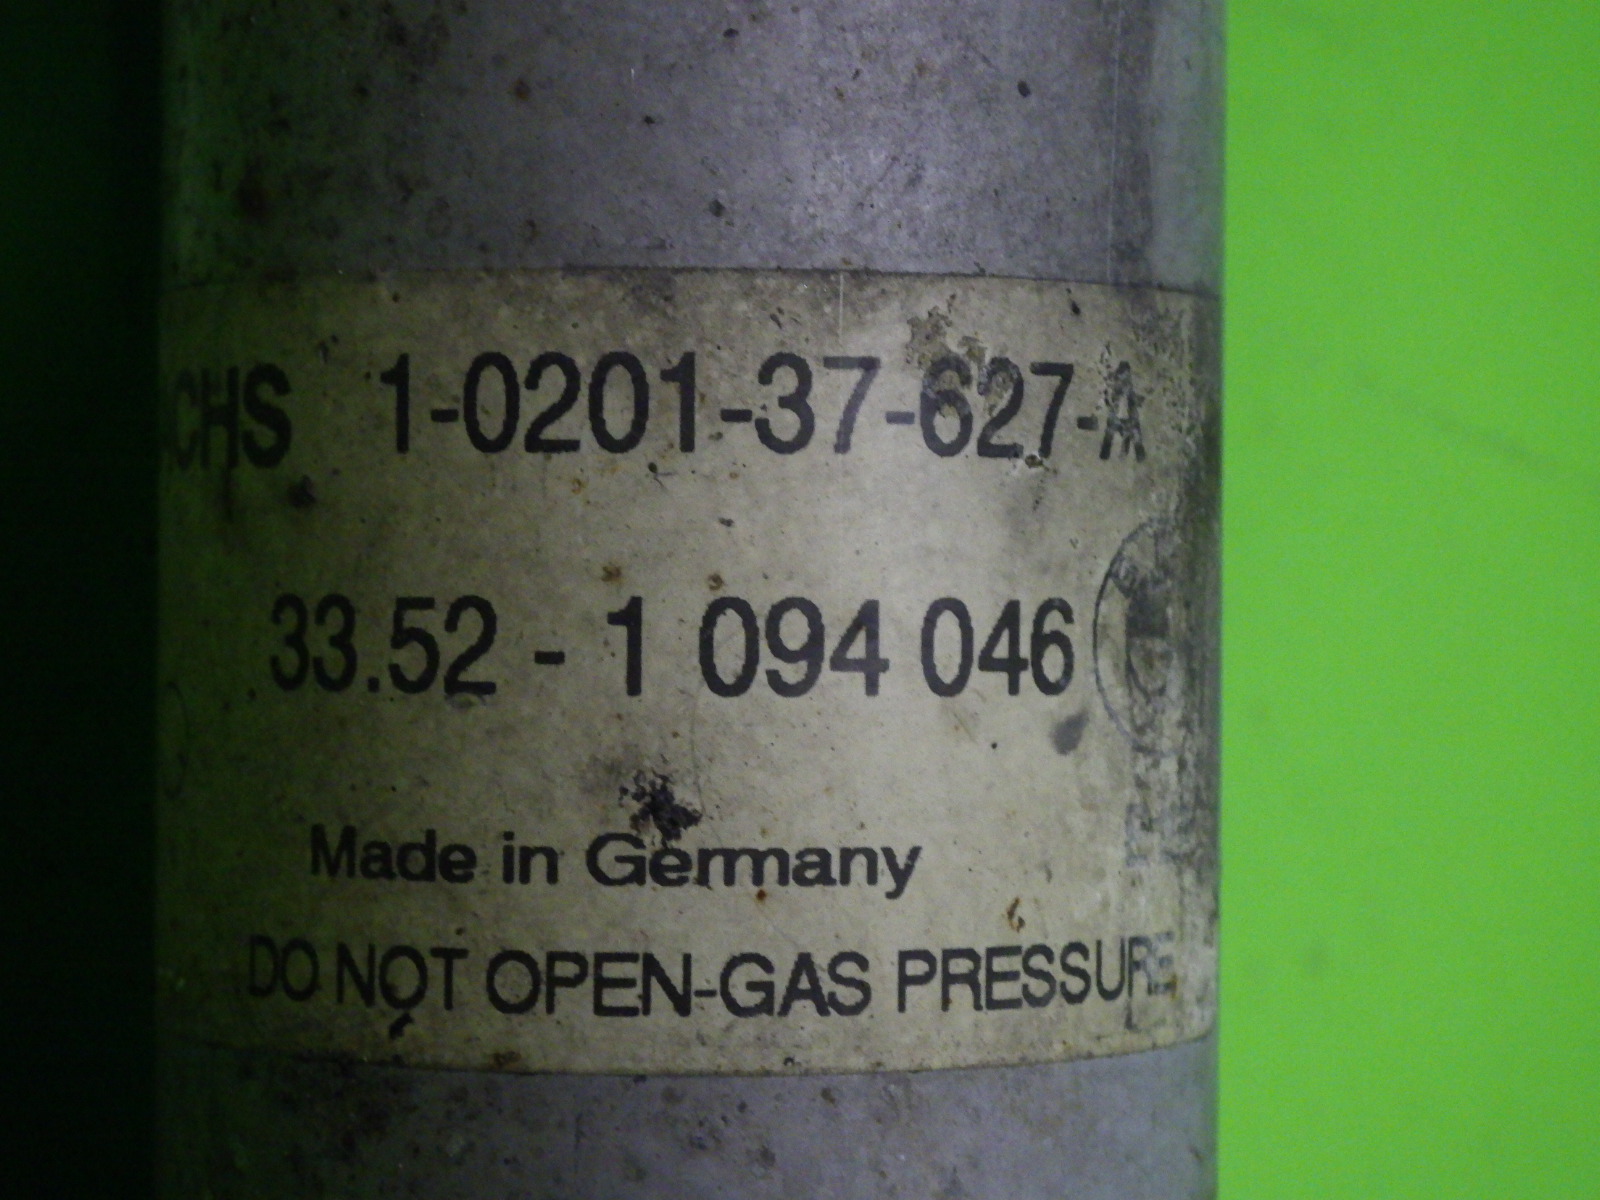 CHS 1-0201-37-627-A
33.52 - 1 094 046
Made in Germany
DO NOT OPEN-GAS PRESSURE